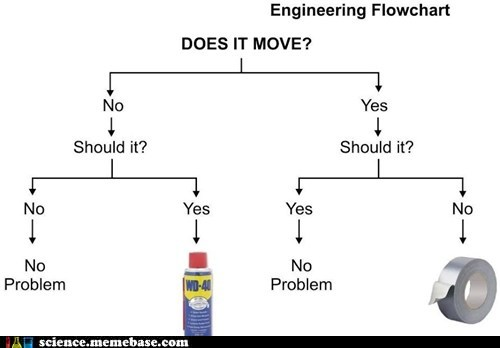 Engineering Flowchart
DOES IT MOVE?
No
Yes
Should it?
Should it?
No
Yes
Yes
No
No
Problem
WD-40
No
Problem
science.memebase.com